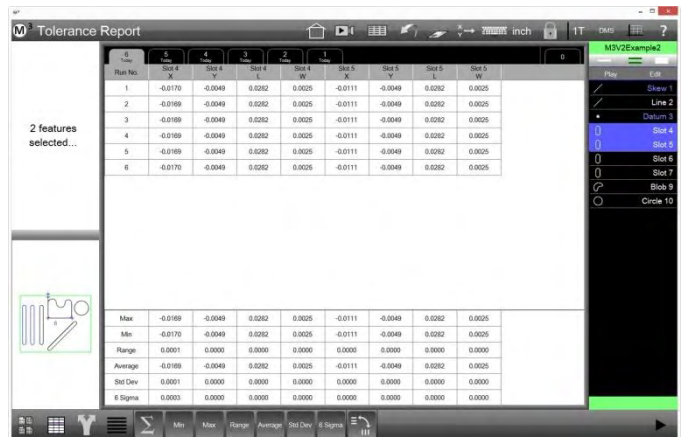 M³ Tolerance Report
inch
1T
DMS
?
M3V2Example2
Play Edit
Skew 1
Line 2
Datum 3
Slot 4
Slot 5
Slot 6
Slot 7
Blob 9
Circle 10
2 features
selected...
6 5 4 3 2 1 0
Today Today Today Today Today Today
Run No. Slot 4 Slot 4 Slot 4 Slot 4 Slot 5 Slot 5 Slot 5 Slot 5
X Y L W X Y L W
1 -0.0170 -0.0049 0.0282 0.0025 -0.0111 -0.0049 0.0282 0.0025
2 -0.0169 -0.0049 0.0282 0.0025 -0.0111 -0.0049 0.0282 0.0025
3 -0.0169 -0.0049 0.0282 0.0025 -0.0111 -0.0049 0.0282 0.0025
4 -0.0169 -0.0049 0.0282 0.0025 -0.0111 -0.0049 0.0282 0.0025
5 -0.0169 -0.0049 0.0282 0.0025 -0.0111 -0.0049 0.0282 0.0025
6 -0.0170 -0.0049 0.0282 0.0025 -0.0111 -0.0049 0.0282 0.0025
Max -0.0169 -0.0049 0.0282 0.0025 -0.0111 -0.0049 0.0282 0.0025
Min -0.0170 -0.0049 0.0282 0.0025 -0.0111 -0.0049 0.0282 0.0025
Range 0.0001 0.0000 0.0000 0.0000 0.0000 0.0000 0.0000 0.0000
Average -0.0169 -0.0049 0.0282 0.0025 -0.0111 -0.0049 0.0282 0.0025
Std Dev 0.0001 0.0000 0.0000 0.0000 0.0000 0.0000 0.0000 0.0000
6 Sigma 0.0003 0.0000 0.0000 0.0000 0.0000 0.0000 0.0000 0.0000
Σ Min Max Range Average Std Dev 6 Sigma